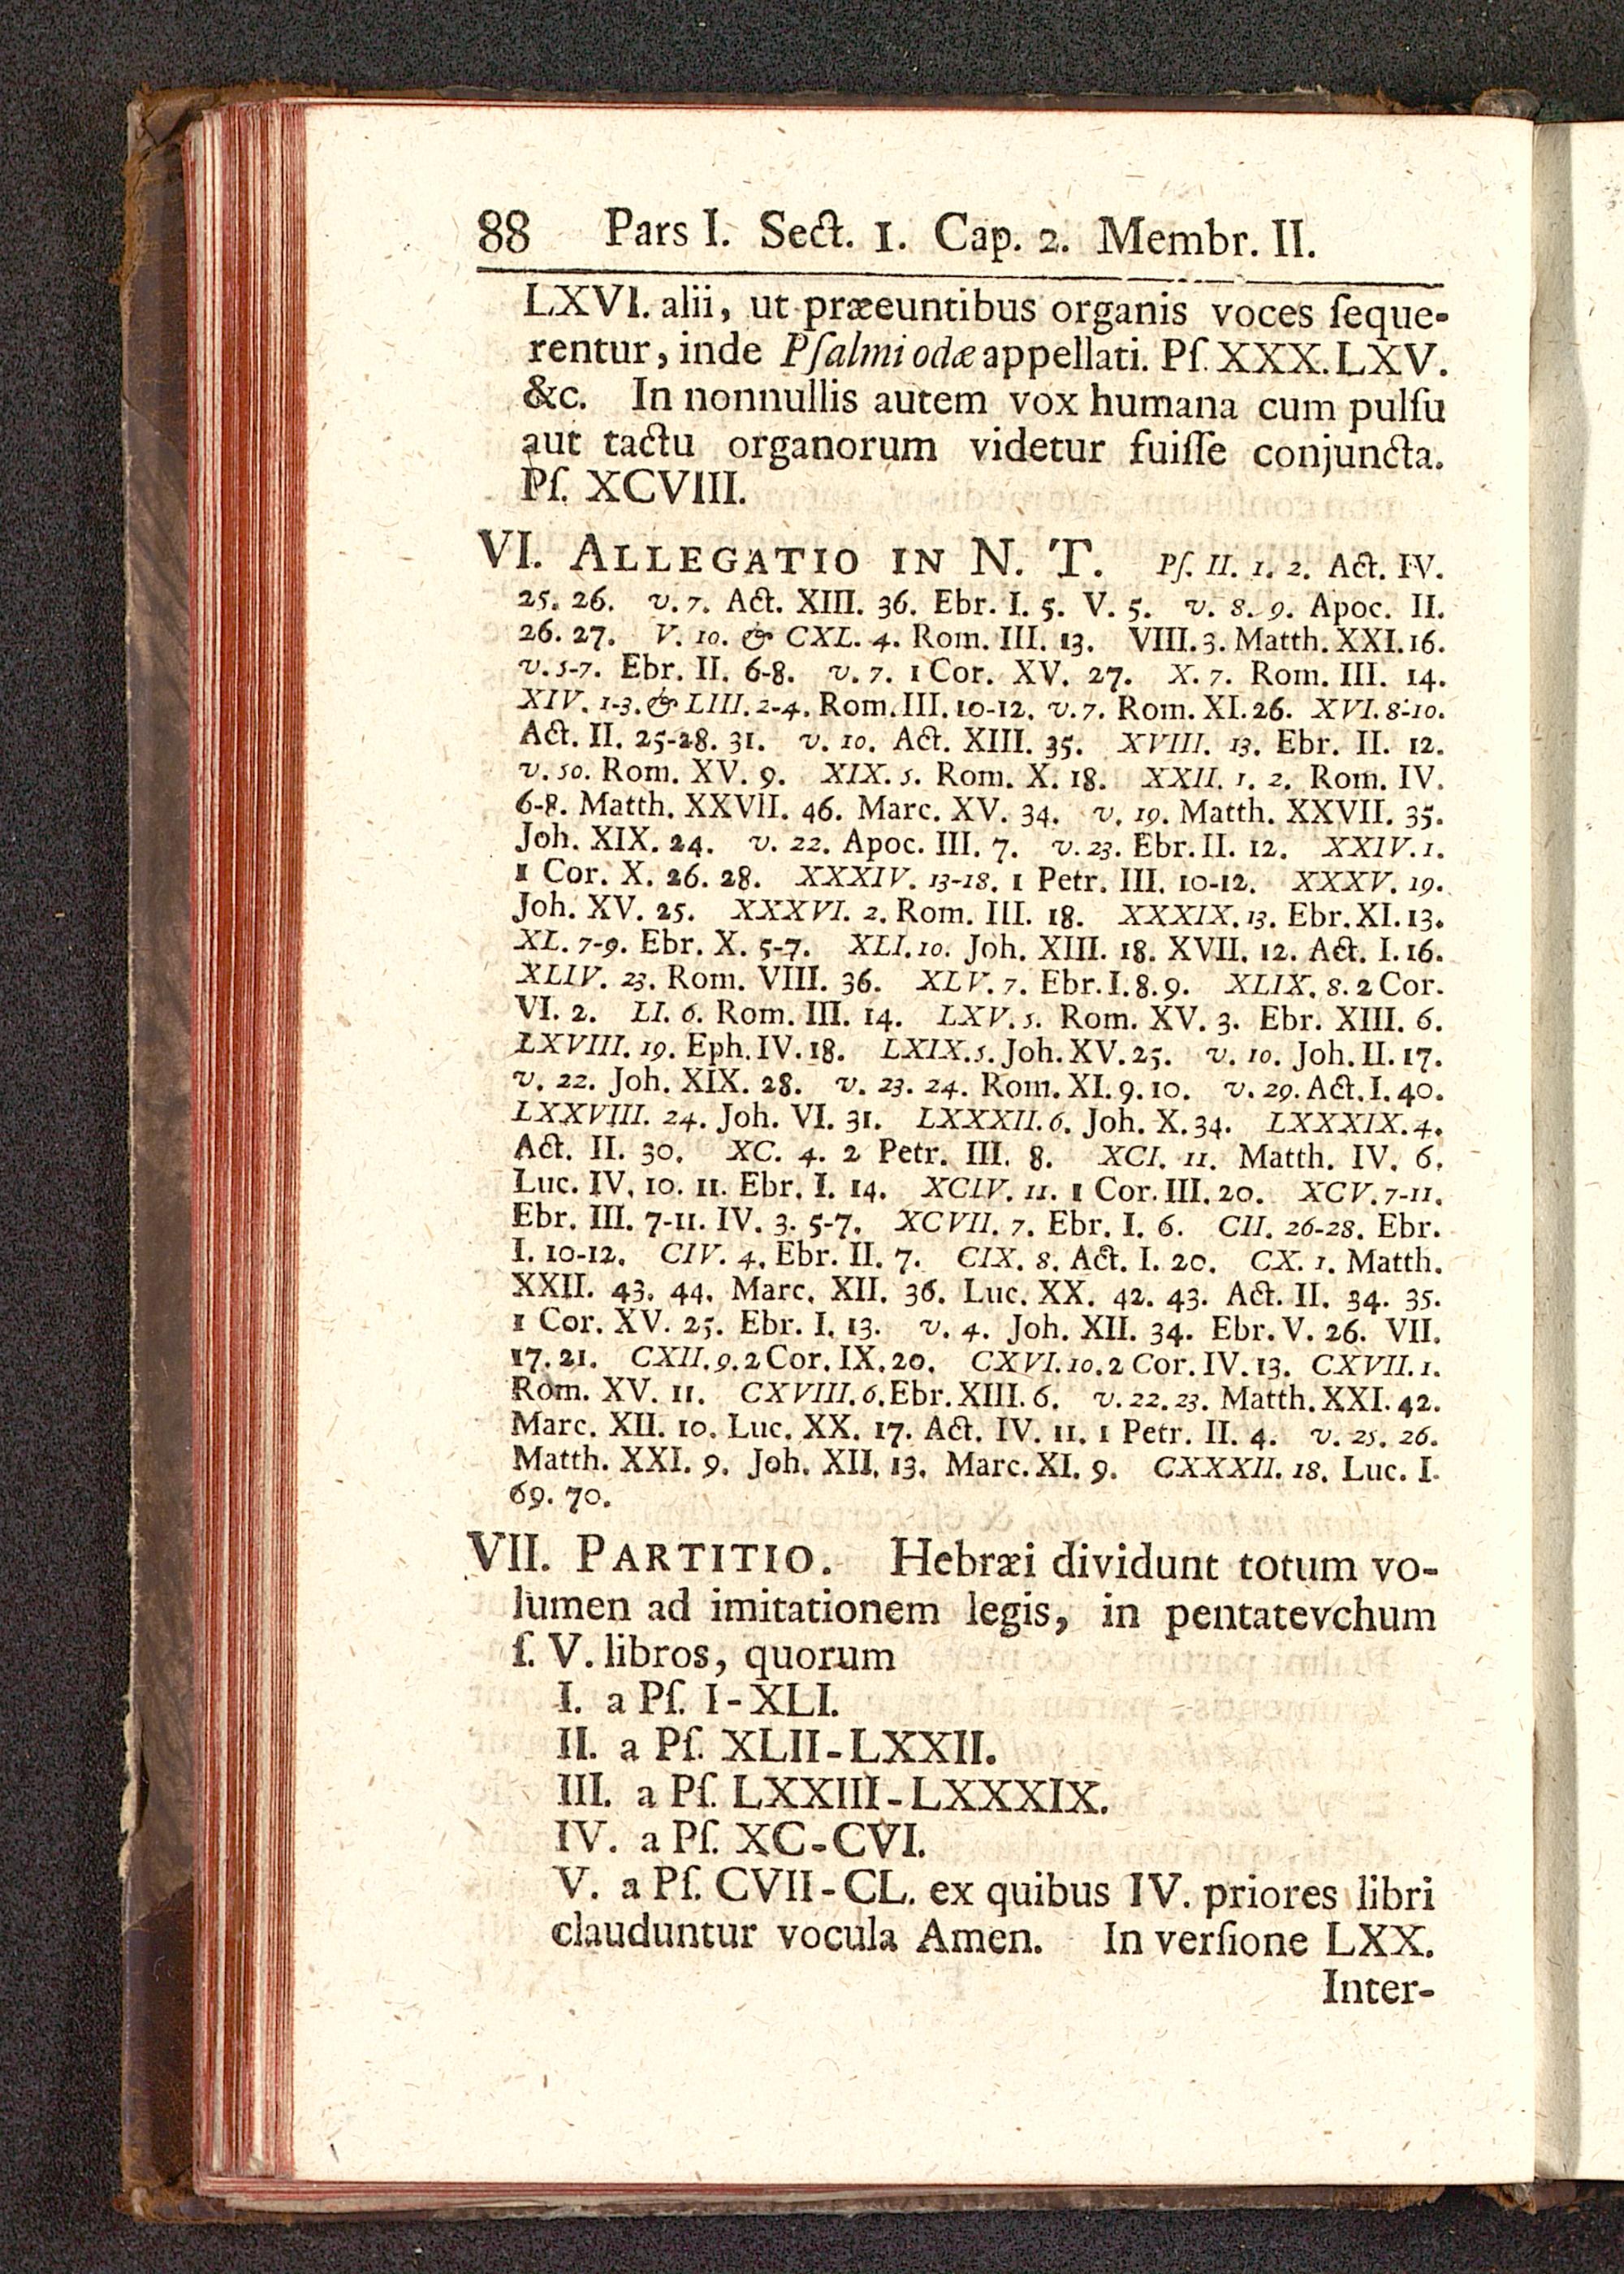 88 Pars I. Sect. 1. Cap. 2. Membr. II.
LXVI. alii, ut præeuntibus organis voces ſeque-
rentur, inde Pſalmi odæ appellati. Pſ. XXX. LXV.
&c. In nonnullis autem vox humana cum pulſu
aut tactu organorum videtur fuiſſe conjuncta.
Pſ. XCVIII.
VI. ALLEGATIO IN N. T. Pſ. II. 1. 2. Act. IV.
25. 26. v. 7. Act. XIII. 36. Ebr. I. 5. V. 5. v. 8. 9. Apoc. II.
26. 27. V. 10. & CXL. 4. Rom. III. 13. VIII. 3. Matth. XXI. 16.
v. 5-7. Ebr. II. 6-8. v. 7. 1 Cor. XV. 27. X. 7. Rom. III. 14.
XIV. 1-3. & LIII. 2-4. Rom. III. 10-12. v. 7. Rom. XI. 26. XVI. 8-10.
Act. II. 25-28. 31. v. 10. Act. XIII. 35. XVIII. 13. Ebr. II. 12.
v. 50. Rom. XV. 9. XIX. 5. Rom. X. 18. XXII. 1. 2. Rom. IV.
6-8. Matth. XXVII. 46. Marc. XV. 34. v. 19. Matth. XXVII. 35.
Joh. XIX. 24. v. 22. Apoc. III. 7. v. 23. Ebr. II. 12. XXIV. 1.
1 Cor. X. 26. 28. XXXIV. 13-18. 1 Petr. III. 10-12. XXXV. 19.
Joh. XV. 25. XXXVI. 2. Rom. III. 18. XXXIX. 13. Ebr. XI. 13.
XL. 7-9. Ebr. X. 5-7. XLI. 10. Joh. XIII. 18. XVII. 12. Act. I. 16.
XLIV. 23. Rom. VIII. 36. XLV. 7. Ebr. I. 8. 9. XLIX. 8. 2 Cor.
VI. 2. LI. 6. Rom. III. 14. LXV. 5. Rom. XV. 3. Ebr. XIII. 6.
LXVIII. 19. Eph. IV. 18. LXIX. 5. Joh. XV. 25. v. 10. Joh. II. 17.
v. 22. Joh. XIX. 28. v. 23. 24. Rom. XI. 9. 10. v. 29. Act. I. 40.
LXXVIII. 24. Joh. VI. 31. LXXXII. 6. Joh. X. 34. LXXXIX. 4.
Act. II. 30. XC. 4. 2 Petr. III. 8. XCI. 11. Matth. IV. 6.
Luc. IV. 10. 11. Ebr. I. 14. XCIV. 11. 1 Cor. III. 20. XCV. 7-11.
Ebr. III. 7-11. IV. 3. 5-7. XCVII. 7. Ebr. I. 6. CII. 26-28. Ebr.
I. 10-12. CIV. 4. Ebr. II. 7. CIX. 8. Act. I. 20. CX. 1. Matth.
XXII. 43. 44. Marc. XII. 36. Luc. XX. 42. 43. Act. II. 34. 35.
1 Cor. XV. 25. Ebr. I. 13. v. 4. Joh. XII. 34. Ebr. V. 26. VII.
17. 21. CXII. 9. 2 Cor. IX. 20. CXVI. 10. 2 Cor. IV. 13. CXVII. 1.
Rom. XV. 11. CXVIII. 6. Ebr. XIII. 6. v. 22. 23. Matth. XXI. 42.
Marc. XII. 10. Luc. XX. 17. Act. IV. 11. 1 Petr. II. 4. v. 25. 26.
Matth. XXI. 9. Joh. XII. 13. Marc. XI. 9. CXXXII. 18. Luc. I.
69. 70.
VII. PARTITIO. Hebræi dividunt totum vo-
lumen ad imitationem legis, in pentatevchum
ſ. V. libros, quorum
I. a Pſ. I-XLI.
II. a Pſ. XLII-LXXII.
III. a Pſ. LXXIII-LXXXIX.
IV. a Pſ. XC-CVI.
V. a Pſ. CVII-CL. ex quibus IV. priores libri
clauduntur vocula Amen. In verſione LXX.
Inter-